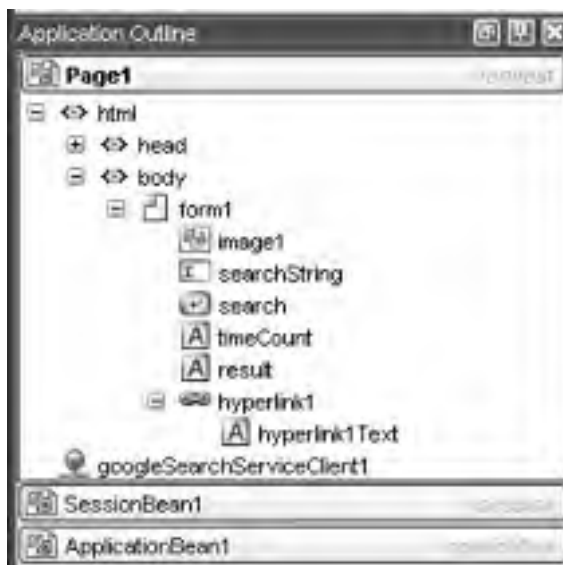 Application Outline
Page1
html
head
body
form1
image1
searchString
search
timeCount
result
hyperlink1
hyperlink1Text
googleSearchServiceClient1
SessionBean1
ApplicationBean1